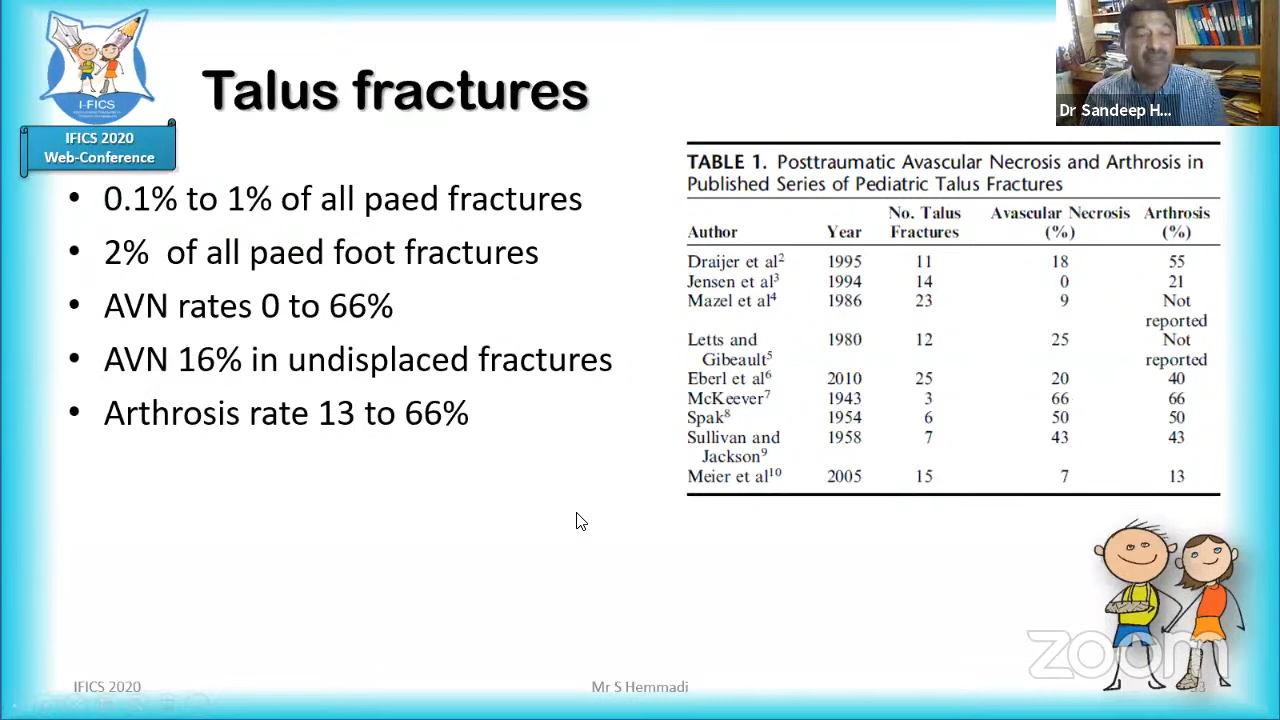 I-FICS
IFICS 2020
Web-Conference
Talus fractures
Dr Sandeep H...
• 0.1% to 1% of all paed fractures
• 2% of all paed foot fractures
• AVN rates 0 to 66%
• AVN 16% in undisplaced fractures
• Arthrosis rate 13 to 66%
TABLE 1. Posttraumatic Avascular Necrosis and Arthrosis in
Published Series of Pediatric Talus Fractures
No. Talus Avascular Necrosis Arthrosis
Author Year Fractures (%) (%)
Draijer et al2 1995 11 18 55
Jensen et al3 1994 14 0 21
Mazel et al4 1986 23 9 Not
reported
Letts and 1980 12 25 Not
Gibeault5 reported
Eberl et al6 2010 25 20 40
McKeever7 1943 3 66 66
Spak8 1954 6 50 50
Sullivan and 1958 7 43 43
Jackson9
Meier et al10 2005 15 7 13
zoom
IFICS 2020
Mr S Hemmadi